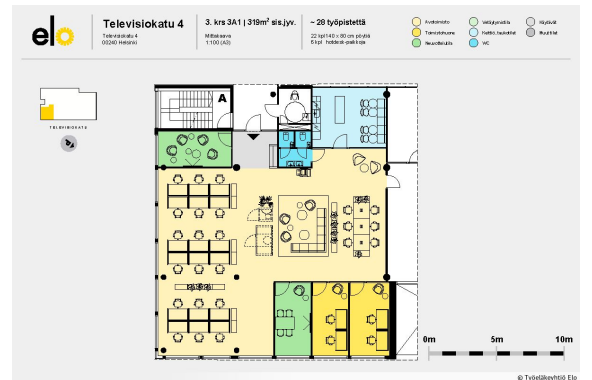 elo
Televisiokatu 4
Televisiokatu 4
00240 Helsinki
3. krs 3A1 | 319m² sis.jyv.
Mittakaava
1:100 (A3)
~ 28 työpistettä
22 kpl 140 x 80 cm pöytiä
6 kpl hotdesk-paikkoja
Avotoimisto
Toimistohuone
Neuvottelutila
Vetäytymistila
Keittiö, taukotilat
WC
Käytävät
Muut tilat
TELEVISIOKATU
A
0m
5m
10m
© Työeläkeyhtiö Elo